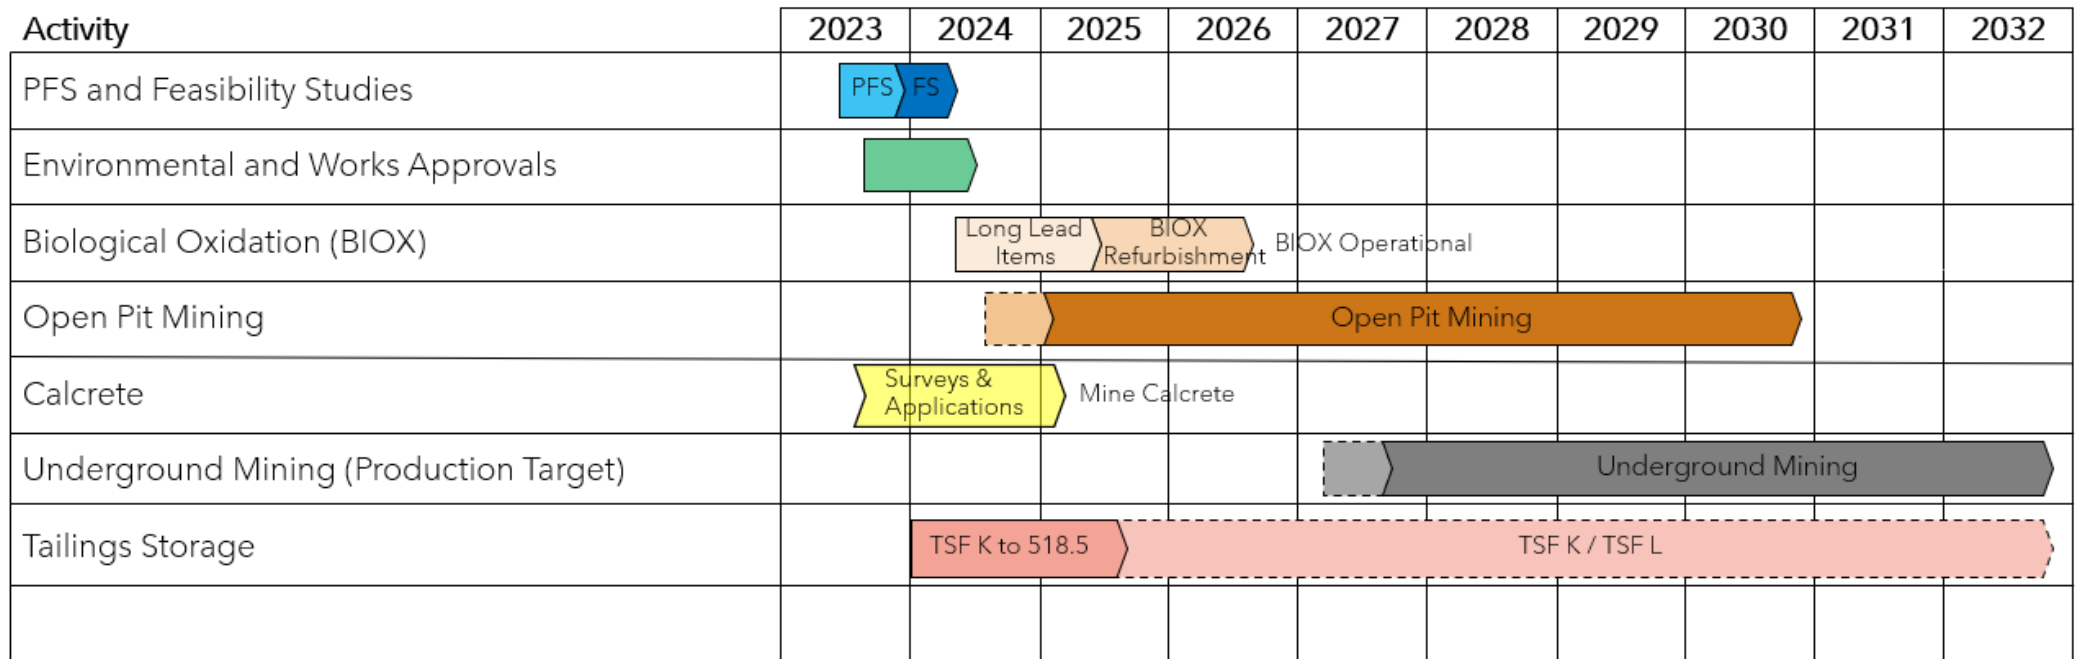 Activity 2023 2024 2025 2026 2027 2028 2029 2030 2031 2032
PFS and Feasibility Studies PFS FS
Environmental and Works Approvals
Biological Oxidation (BIOX) Long Lead Items BIOX Refurbishment BIOX Operational
Open Pit Mining Open Pit Mining
Calcrete Surveys & Applications Mine Calcrete
Underground Mining (Production Target) Underground Mining
Tailings Storage TSF K to 518.5 TSF K / TSF L